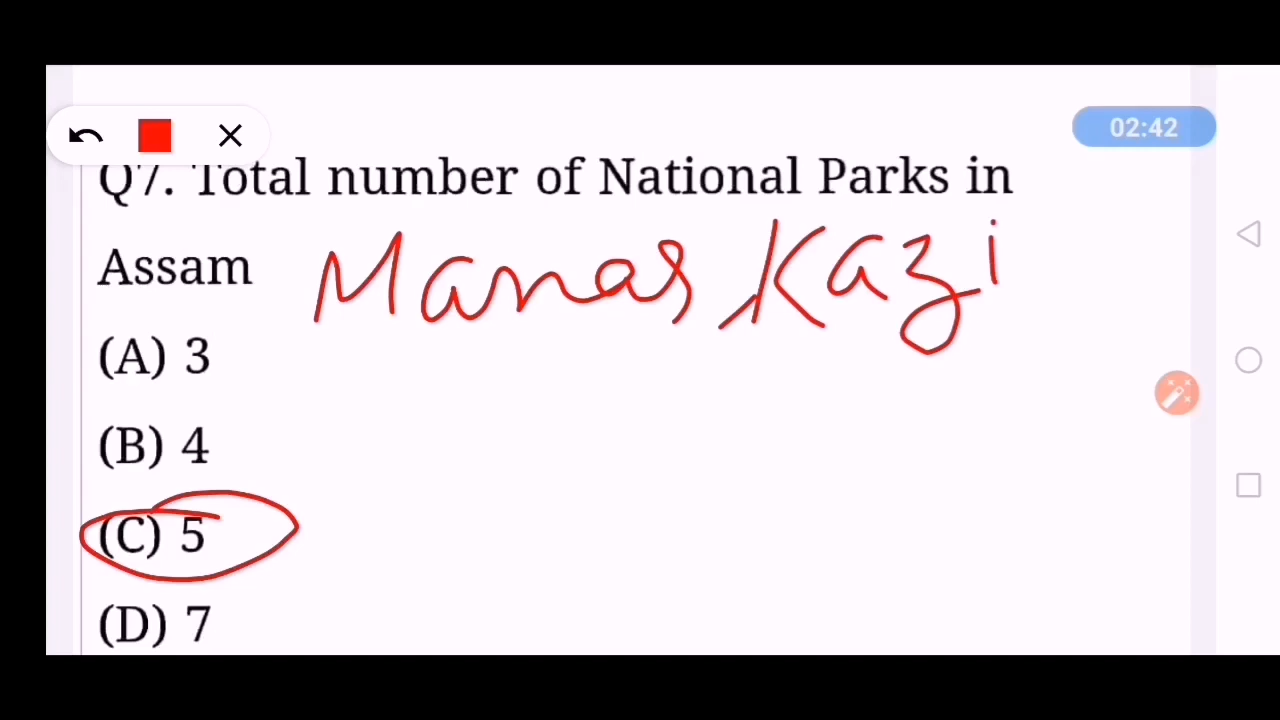 02:42
Q7. Total number of National Parks in
Assam Manas Kazi
(A) 3
(B) 4
(C) 5
(D) 7